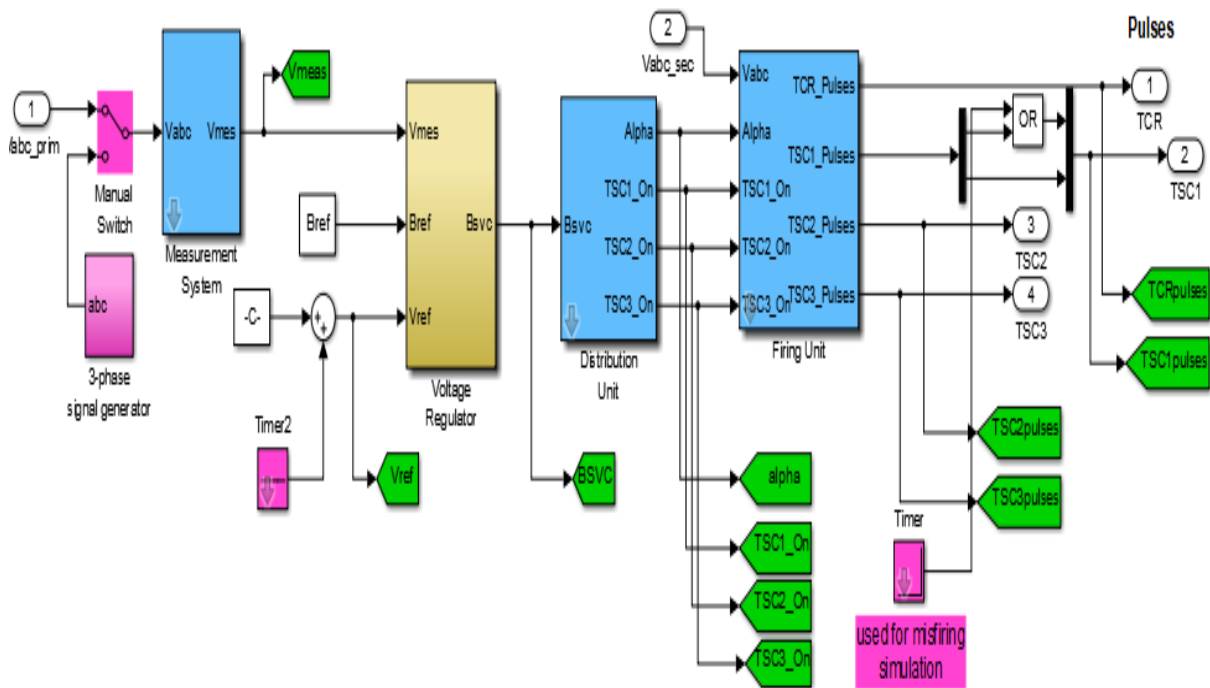 Pulses
1
Vabc_prim
Manual
Switch
abc
3-phase
signal generator
Vabc
Vmes
Measurement
System
Vmeas
Bref
-C-
+
+
Timer2
Vref
Vmes
Bref
Vref
Bsvc
Voltage
Regulator
BSVC
Bsvc
Alpha
TSC1_On
TSC2_On
TSC3_On
Distribution
Unit
alpha
TSC1_On
TSC2_On
TSC3_On
2
Vabc_sec
Vabc
Alpha
TSC1_On
TSC2_On
TSC3_On
TCR_Pulses
TSC1_Pulses
TSC2_Pulses
TSC3_Pulses
Firing Unit
OR
1
TCR
2
TSC1
3
TSC2
4
TSC3
TCRpulses
TSC1pulses
TSC2pulses
TSC3pulses
Timer
used for misfiring
simulation